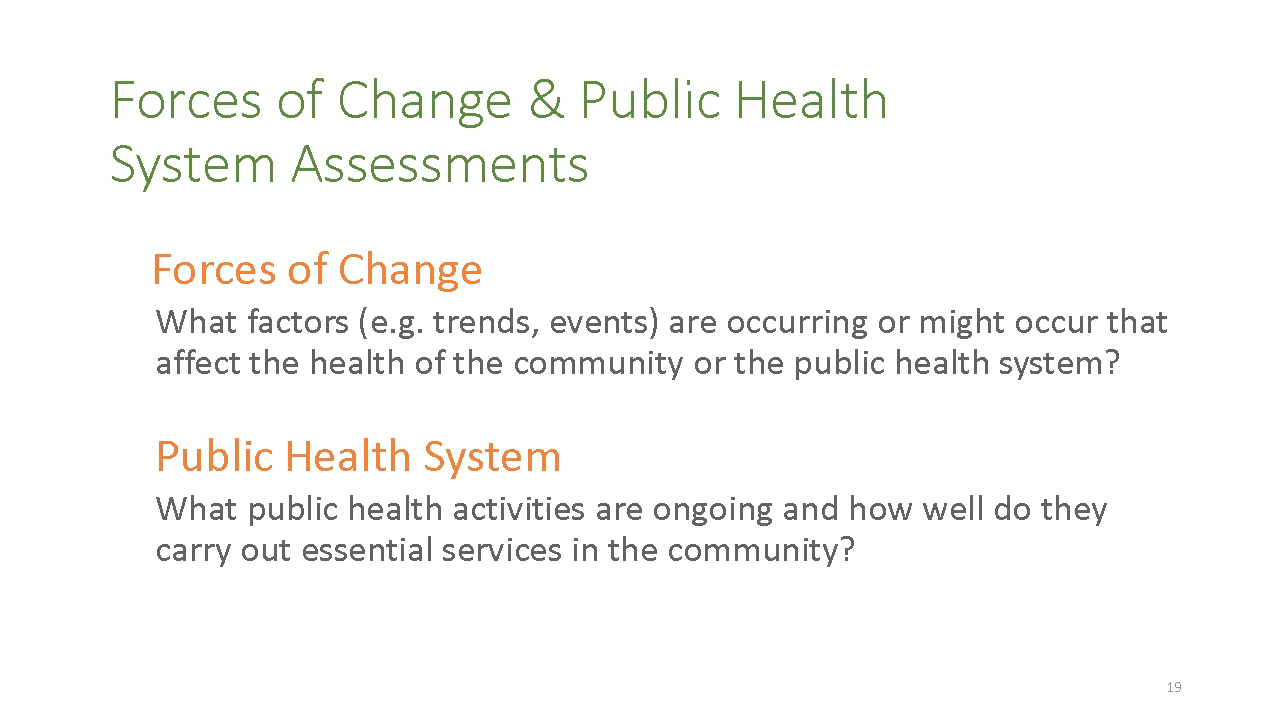 Forces of Change & Public Health
System Assessments
Forces of Change
What factors (e.g. trends, events) are occurring or might occur that
affect the health of the community or the public health system?
Public Health System
What public health activities are ongoing and how well do they
carry out essential services in the community?
19